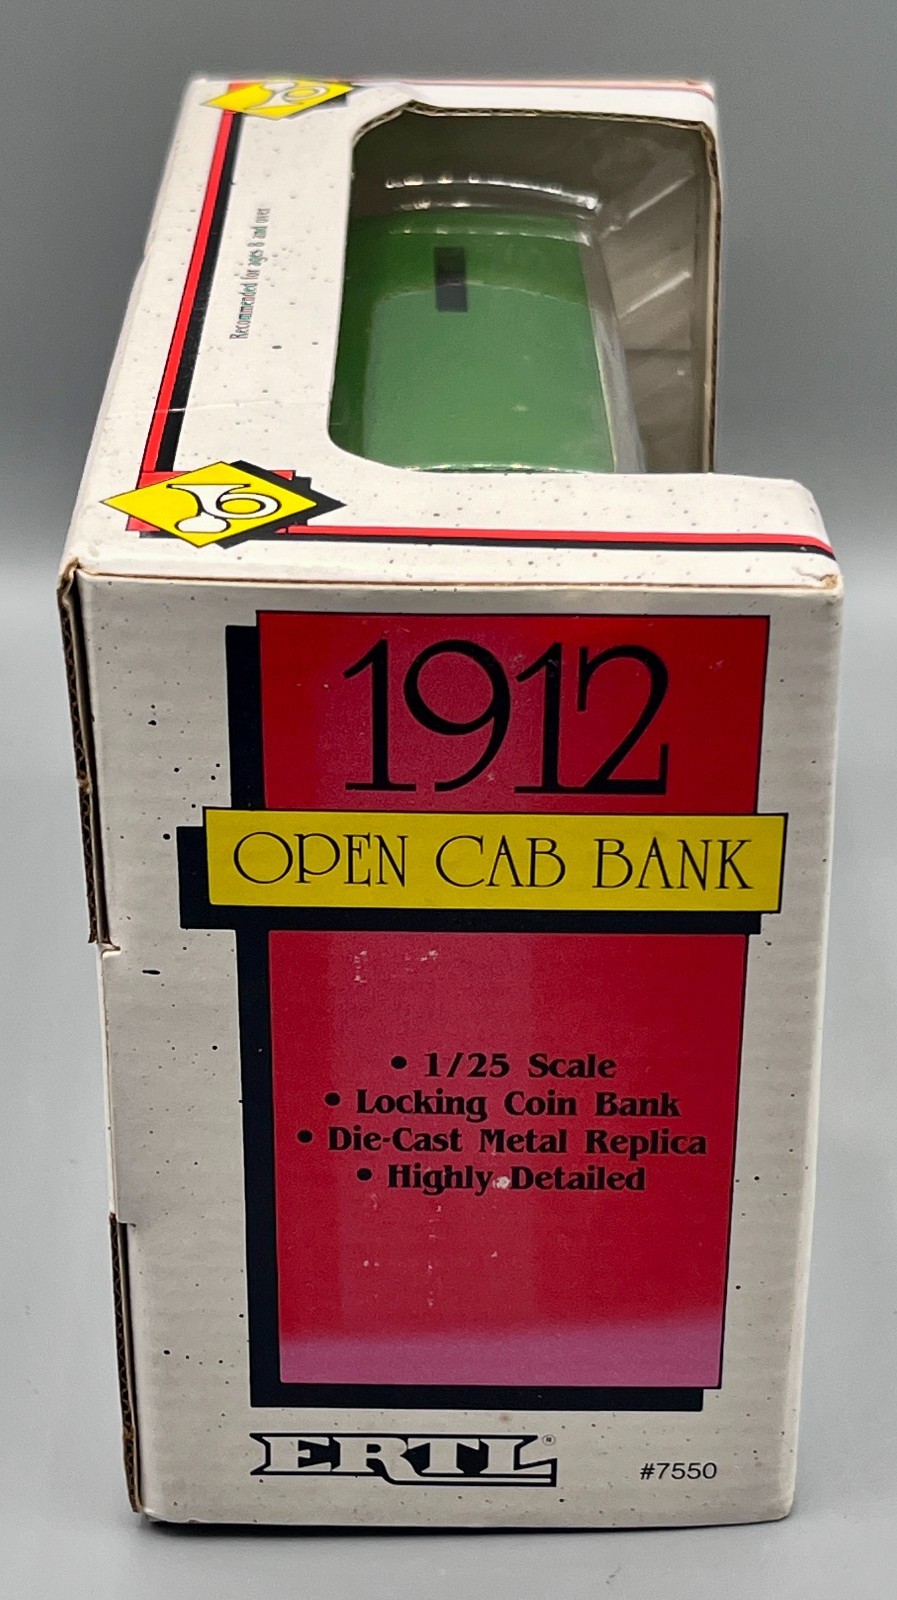 Recommended for ages 8 and over
1912
OPEN CAB BANK
• 1/25 Scale
• Locking Coin Bank
• Die-Cast Metal Replica
• Highly Detailed
ERTL®
#7550